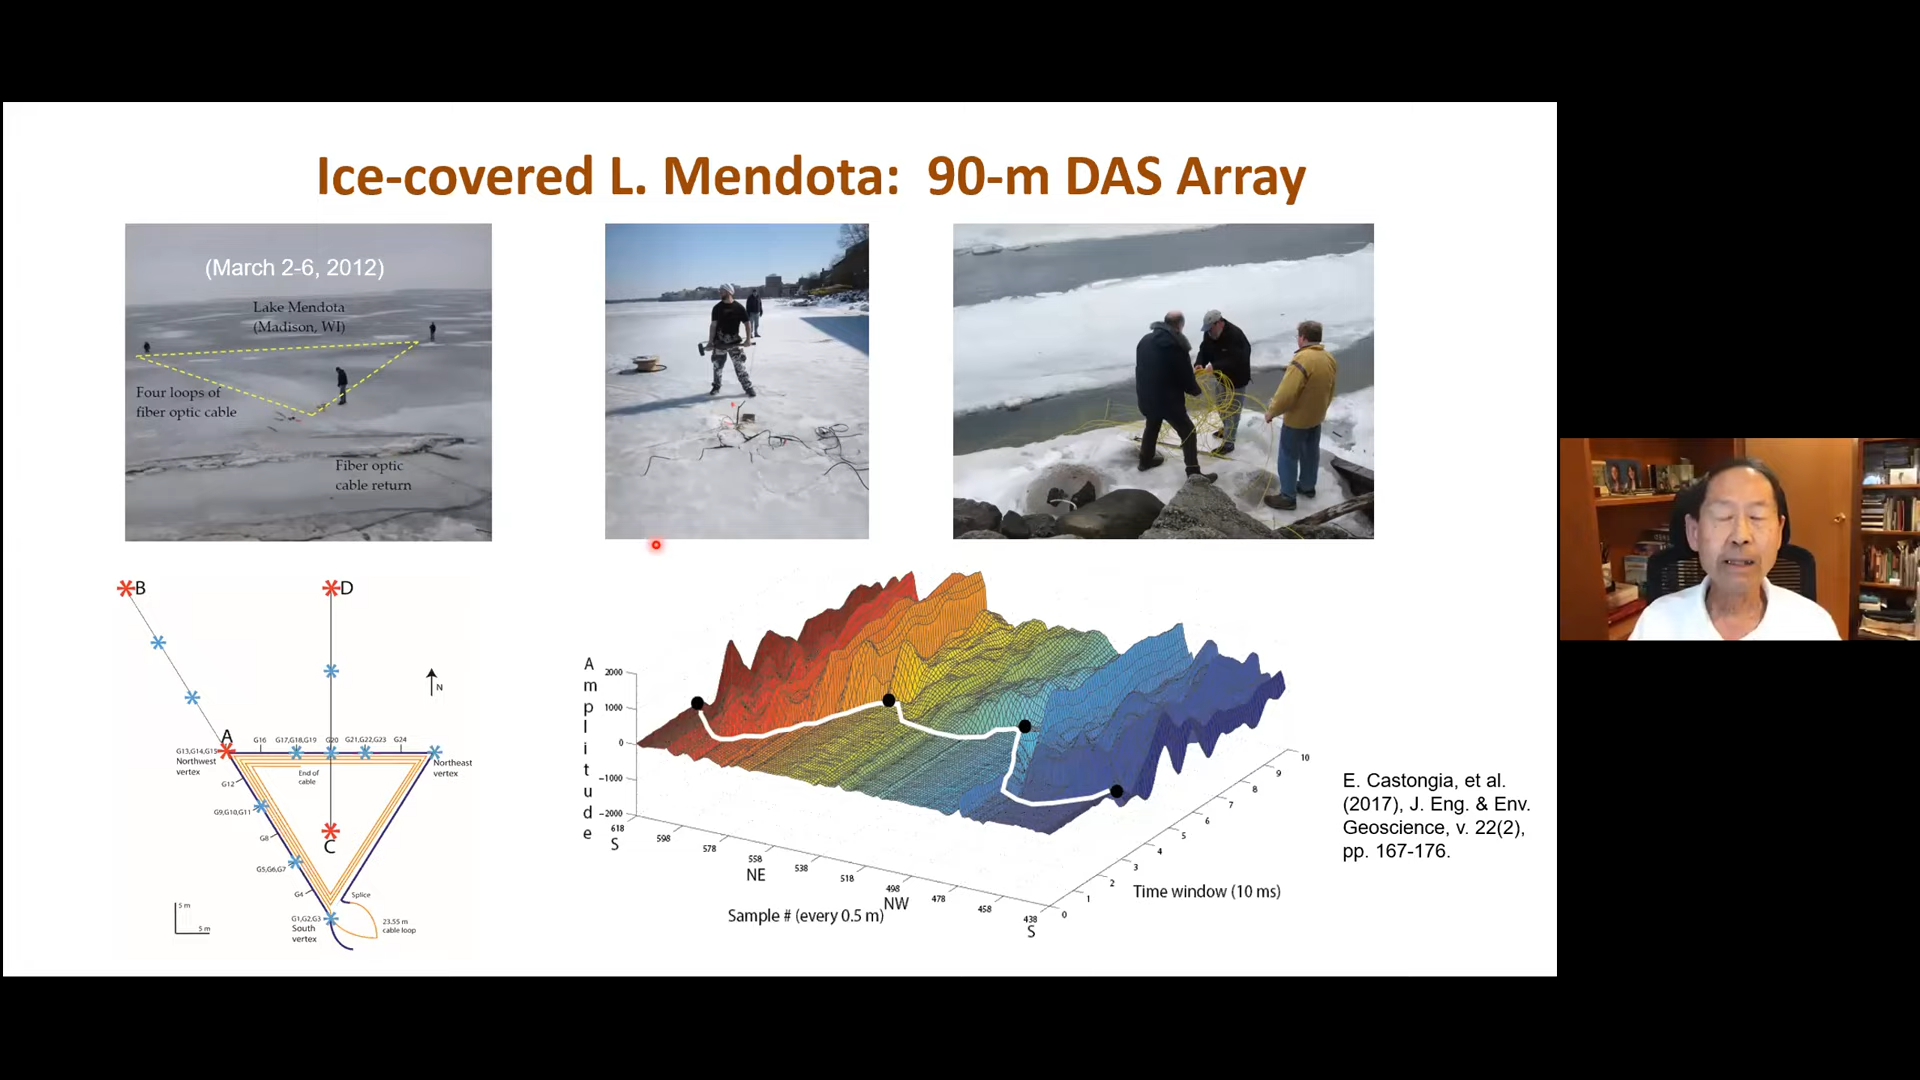 Ice-covered L. Mendota: 90-m DAS Array
(March 2-6, 2012)
Lake Mendota
(Madison, WI)
Four loops of
fiber optic cable
Fiber optic
cable return
B
D
N
A
G16
G17,G18,G19
G20
G21,G22,G23
G24
G13,G14,G15
Northwest
vertex
Northeast
vertex
End of
cable
G12
G9,G10,G11
G8
C
G5,G6,G7
G4
Splice
G1,G2,G3
South
vertex
23.55 m
cable loop
5 m
5 m
Amplitude
2000
1000
0
−1000
−2000
618
S
598
578
558
NE
538
518
498
NW
478
458
438
S
Sample # (every 0.5 m)
0
1
2
3
4
5
6
7
8
9
10
Time window (10 ms)
E. Castongia, et al.
(2017), J. Eng. & Env.
Geoscience, v. 22(2),
pp. 167-176.